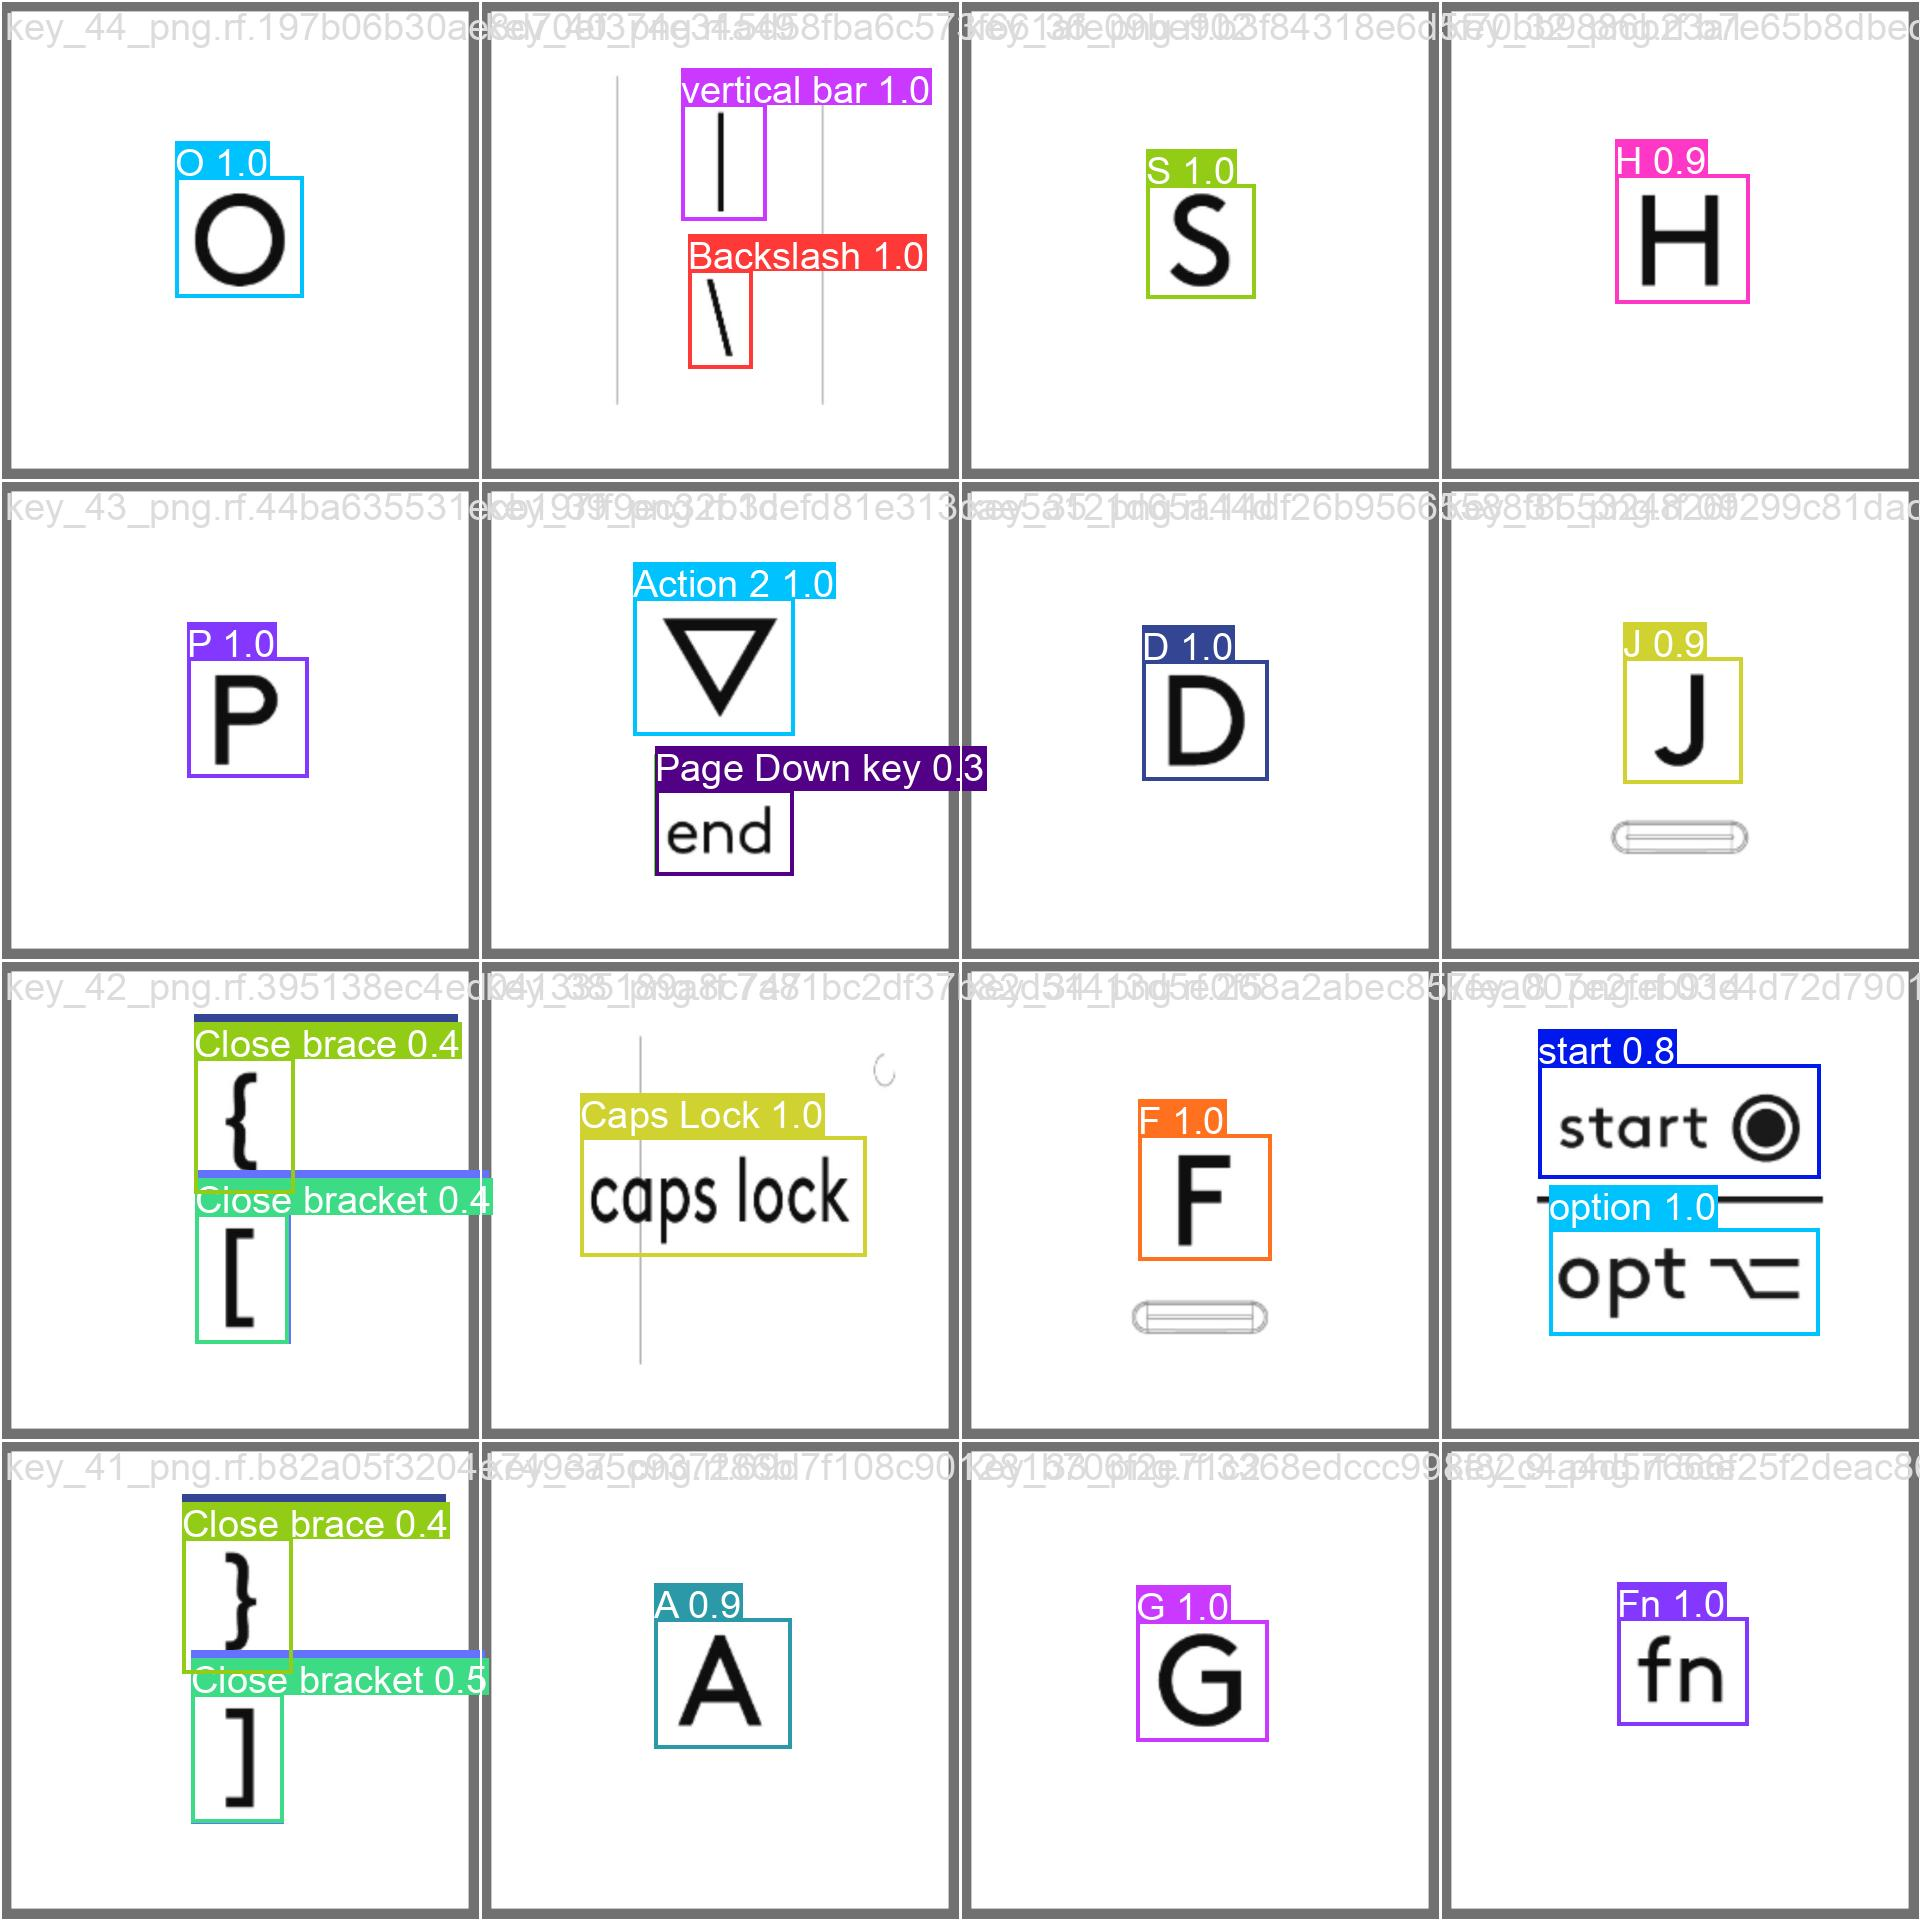 O 1.0
O
vertical bar 1.0
|
Backslash 1.0
\
S 1.0
S
H 0.9
H
P 1.0
P
Action 2 1.0
Page Down key 0.3
end
D 1.0
D
J 0.9
J
Close brace 0.4
{
Close bracket 0.4
[
Caps Lock 1.0
caps lock
F 1.0
F
start 0.8
start
option 1.0
opt ⌥
Close brace 0.4
}
Close bracket 0.5
]
A 0.9
A
G 1.0
G
Fn 1.0
fn